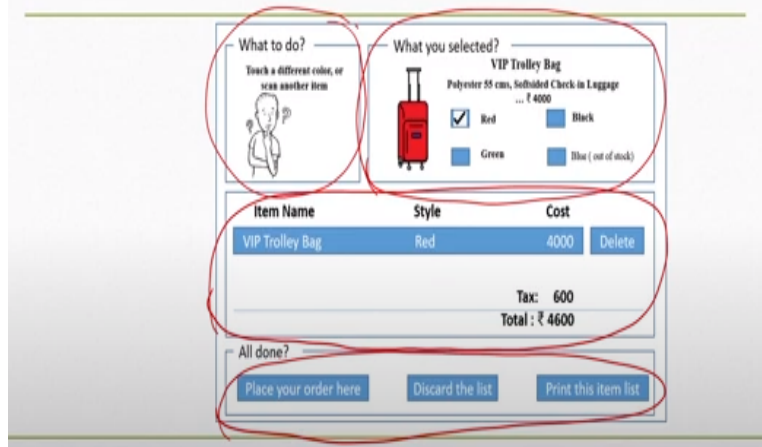 What to do?
Touch a different color, or
scan another item
What you selected?
VIP Trolley Bag
Polyester 55 cms, Softsided Check-in Luggage
... ₹ 4000
Red
Black
Green
Blue ( out of stock)
Item Name Style Cost
VIP Trolley Bag Red 4000 Delete
Tax: 600
Total : ₹ 4600
All done?
Place your order here Discard the list Print this item list